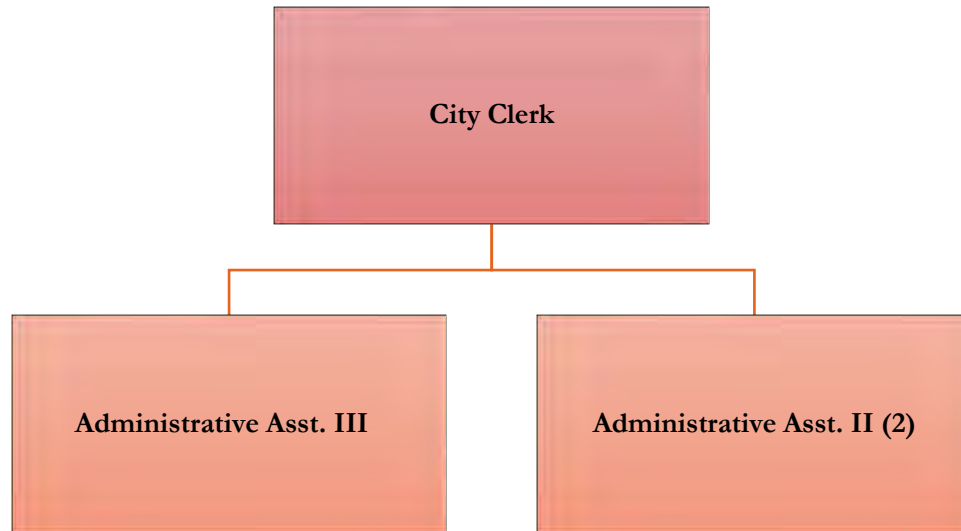 City Clerk
Administrative Asst. III
Administrative Asst. II (2)